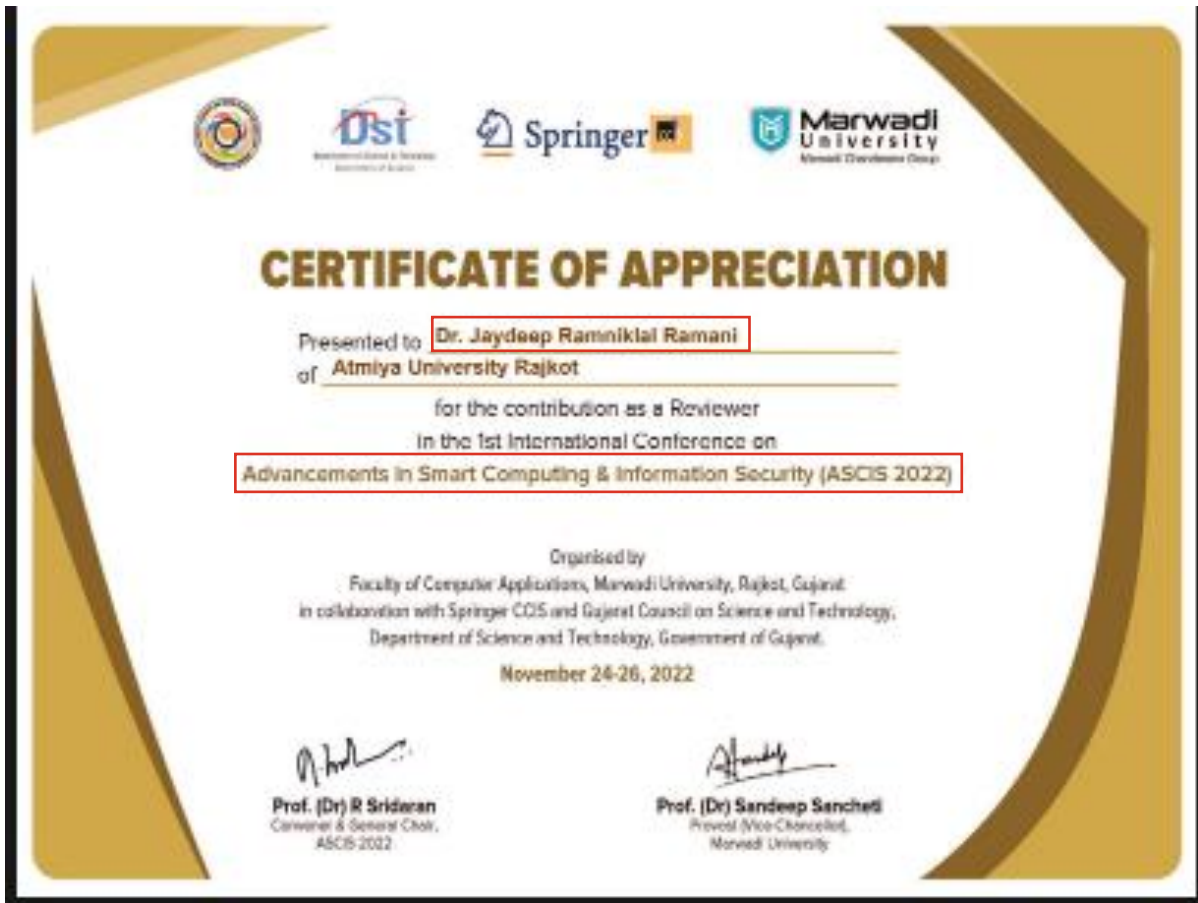 Dst
Springer
Marwadi
University
Marwadi Chandarana Group
CERTIFICATE OF APPRECIATION
Presented to Dr. Jaydeep Ramniklal Ramani
of Atmiya University Rajkot
for the contribution as a Reviewer
in the 1st International Conference on
Advancements in Smart Computing & Information Security (ASCIS 2022)
Organised by
Faculty of Computer Applications, Marwadi University, Rajkot, Gujarat
in collaboration with Springer CCIS and Gujarat Council on Science and Technology,
Department of Science and Technology, Government of Gujarat.
November 24-26, 2022
Prof. (Dr) R Sridaran
Convener & General Chair,
ASCIS 2022
Prof. (Dr) Sandeep Sancheti
Provost (Vice-Chancellor),
Marwadi University